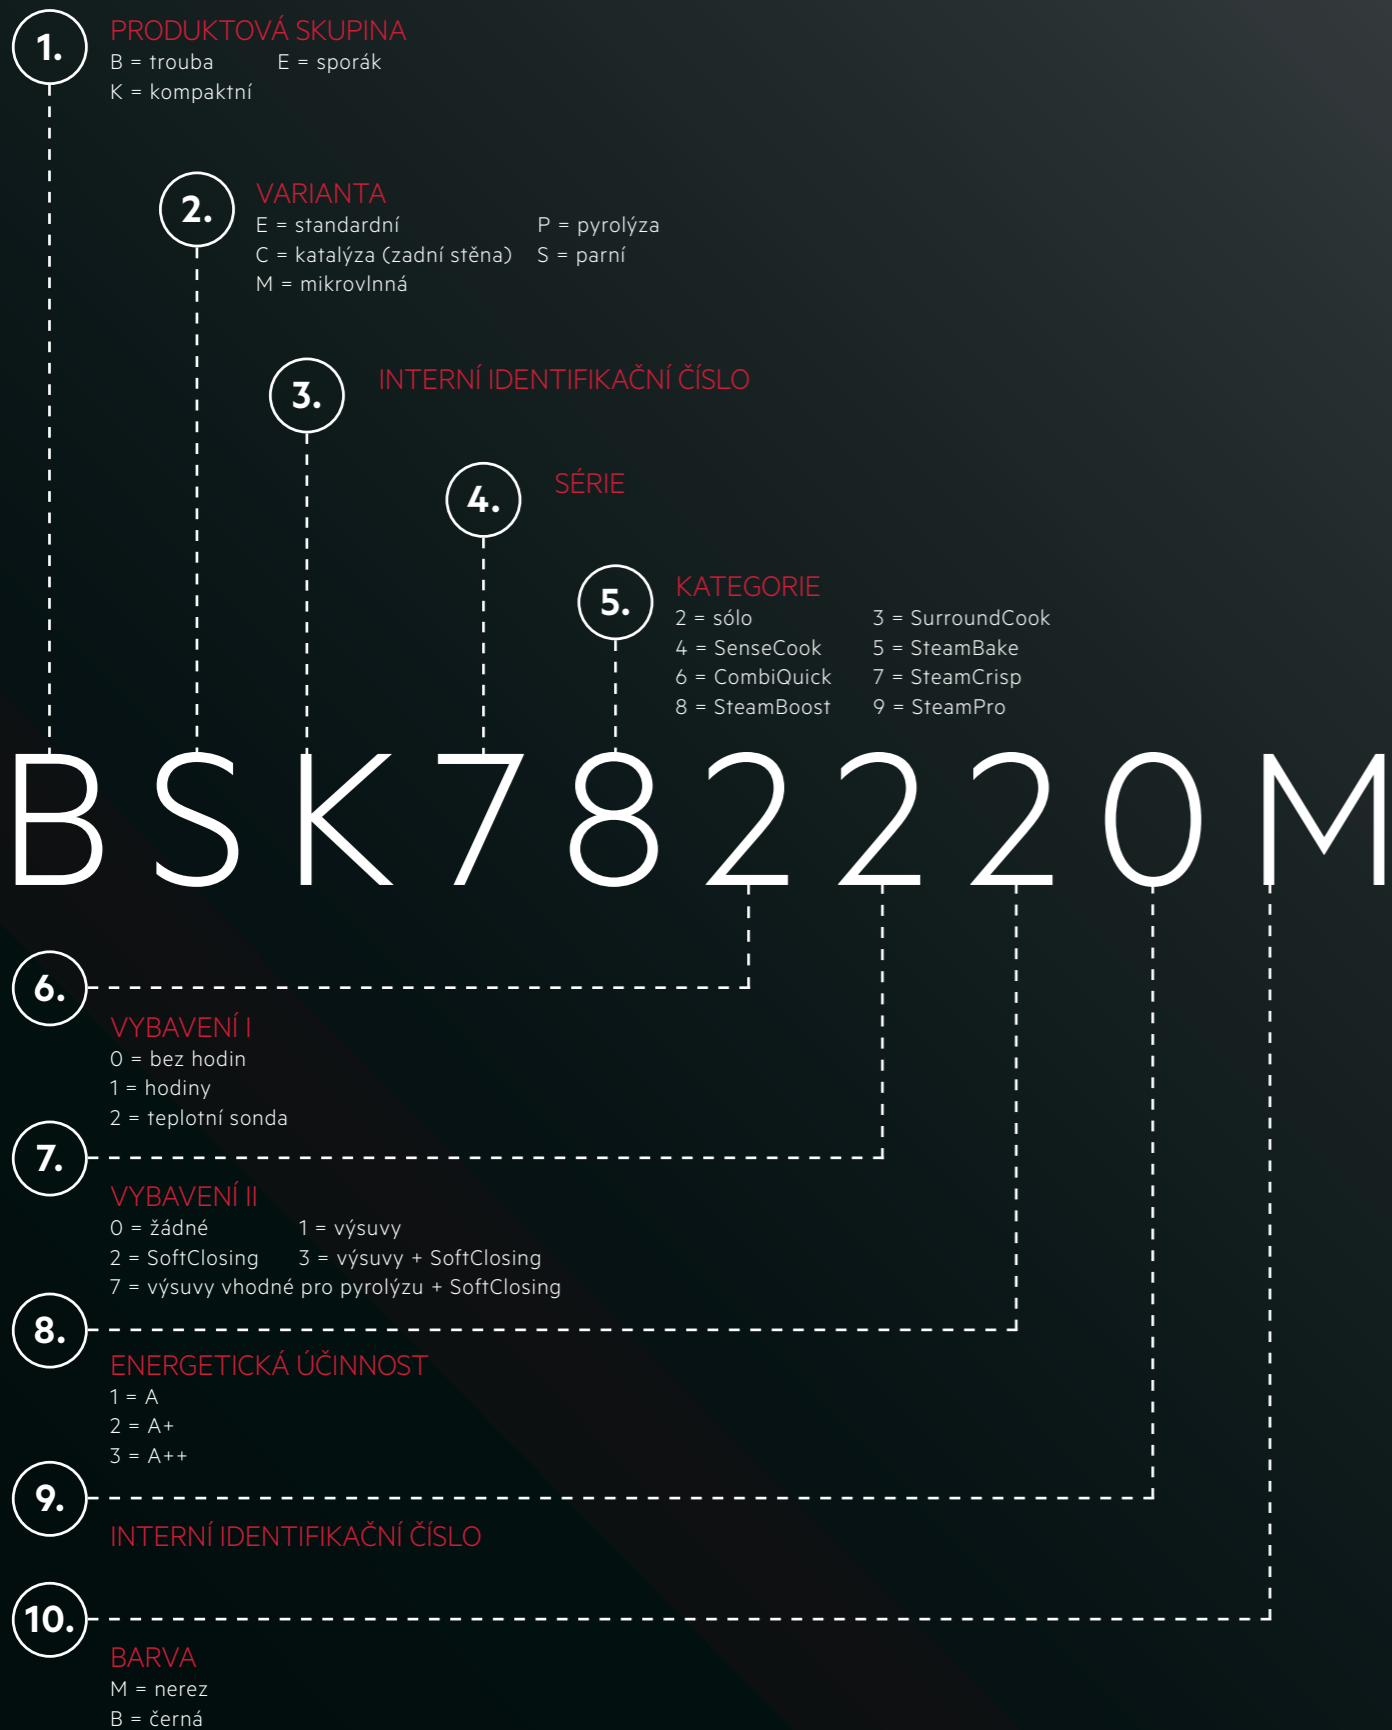 1.
PRODUKTOVÁ SKUPINA
B = trouba E = sporák
K = kompaktní
2.
VARIANTA
E = standardní P = pyrolýza
C = katalýza (zadní stěna) S = parní
M = mikrovlnná
3.
INTERNÍ IDENTIFIKAČNÍ ČÍSLO
4.
SÉRIE
5.
KATEGORIE
2 = sólo 3 = SurroundCook
4 = SenseCook 5 = SteamBake
6 = CombiQuick 7 = SteamCrisp
8 = SteamBoost 9 = SteamPro
BSK782220M
6.
VYBAVENÍ I
0 = bez hodin
1 = hodiny
2 = teplotní sonda
7.
VYBAVENÍ II
0 = žádné 1 = výsuvy
2 = SoftClosing 3 = výsuvy + SoftClosing
7 = výsuvy vhodné pro pyrolýzu + SoftClosing
8.
ENERGETICKÁ ÚČINNOST
1 = A
2 = A+
3 = A++
9.
INTERNÍ IDENTIFIKAČNÍ ČÍSLO
10.
BARVA
M = nerez
B = černá